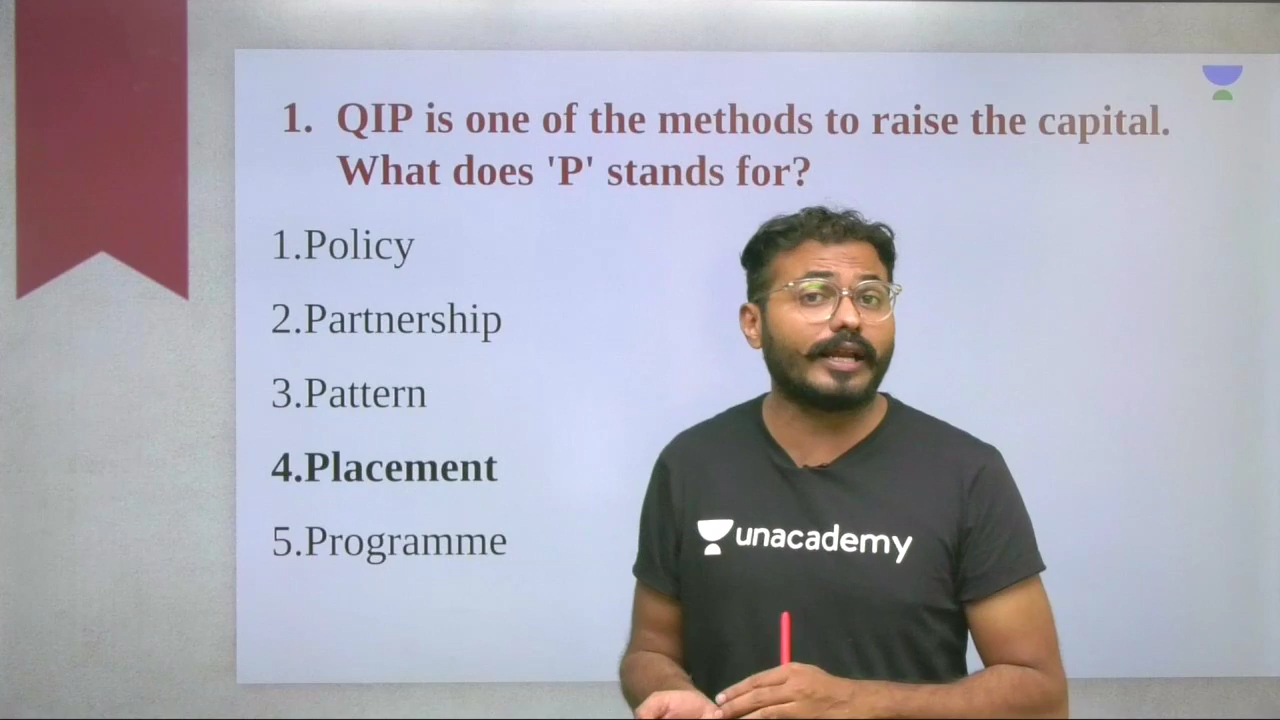 1. QIP is one of the methods to raise the capital.
What does 'P' stands for?
1.Policy
2.Partnership
3.Pattern
4.Placement
5.Programme
unacademy